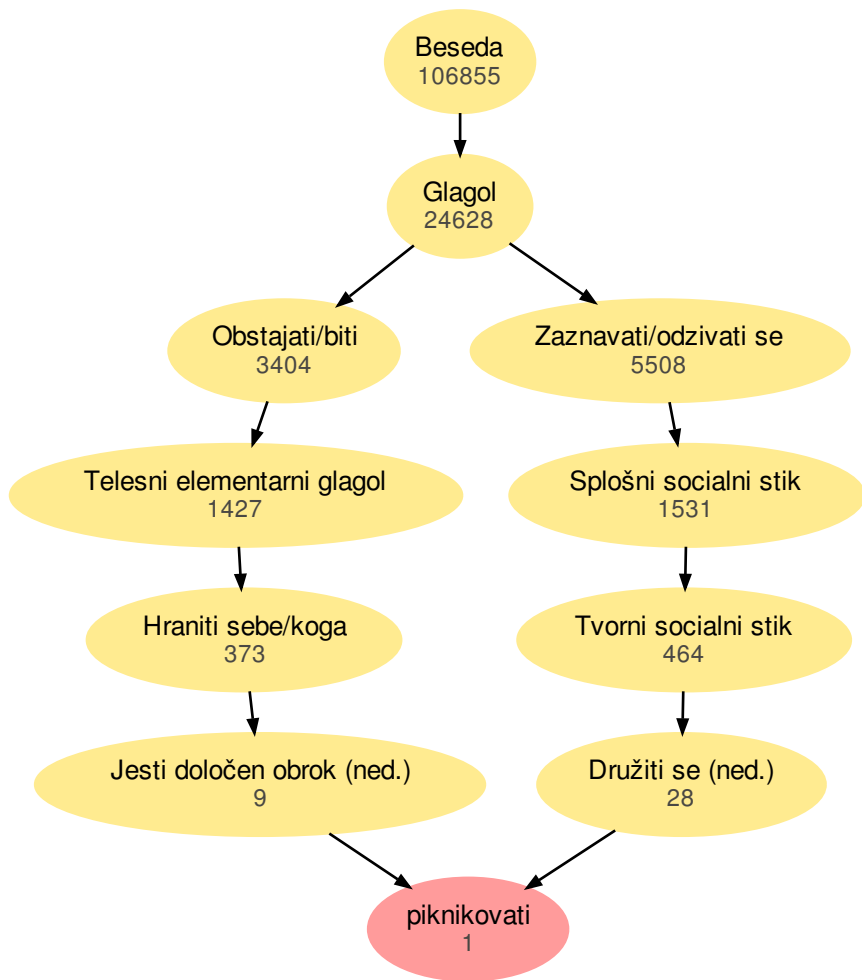 Beseda
106855
Glagol
24628
Obstajati/biti
3404
Zaznavati/odzivati se
5508
Telesni elementarni glagol
1427
Splošni socialni stik
1531
Hraniti sebe/koga
373
Tvorni socialni stik
464
Jesti določen obrok (ned.)
9
Družiti se (ned.)
28
piknikovati
1